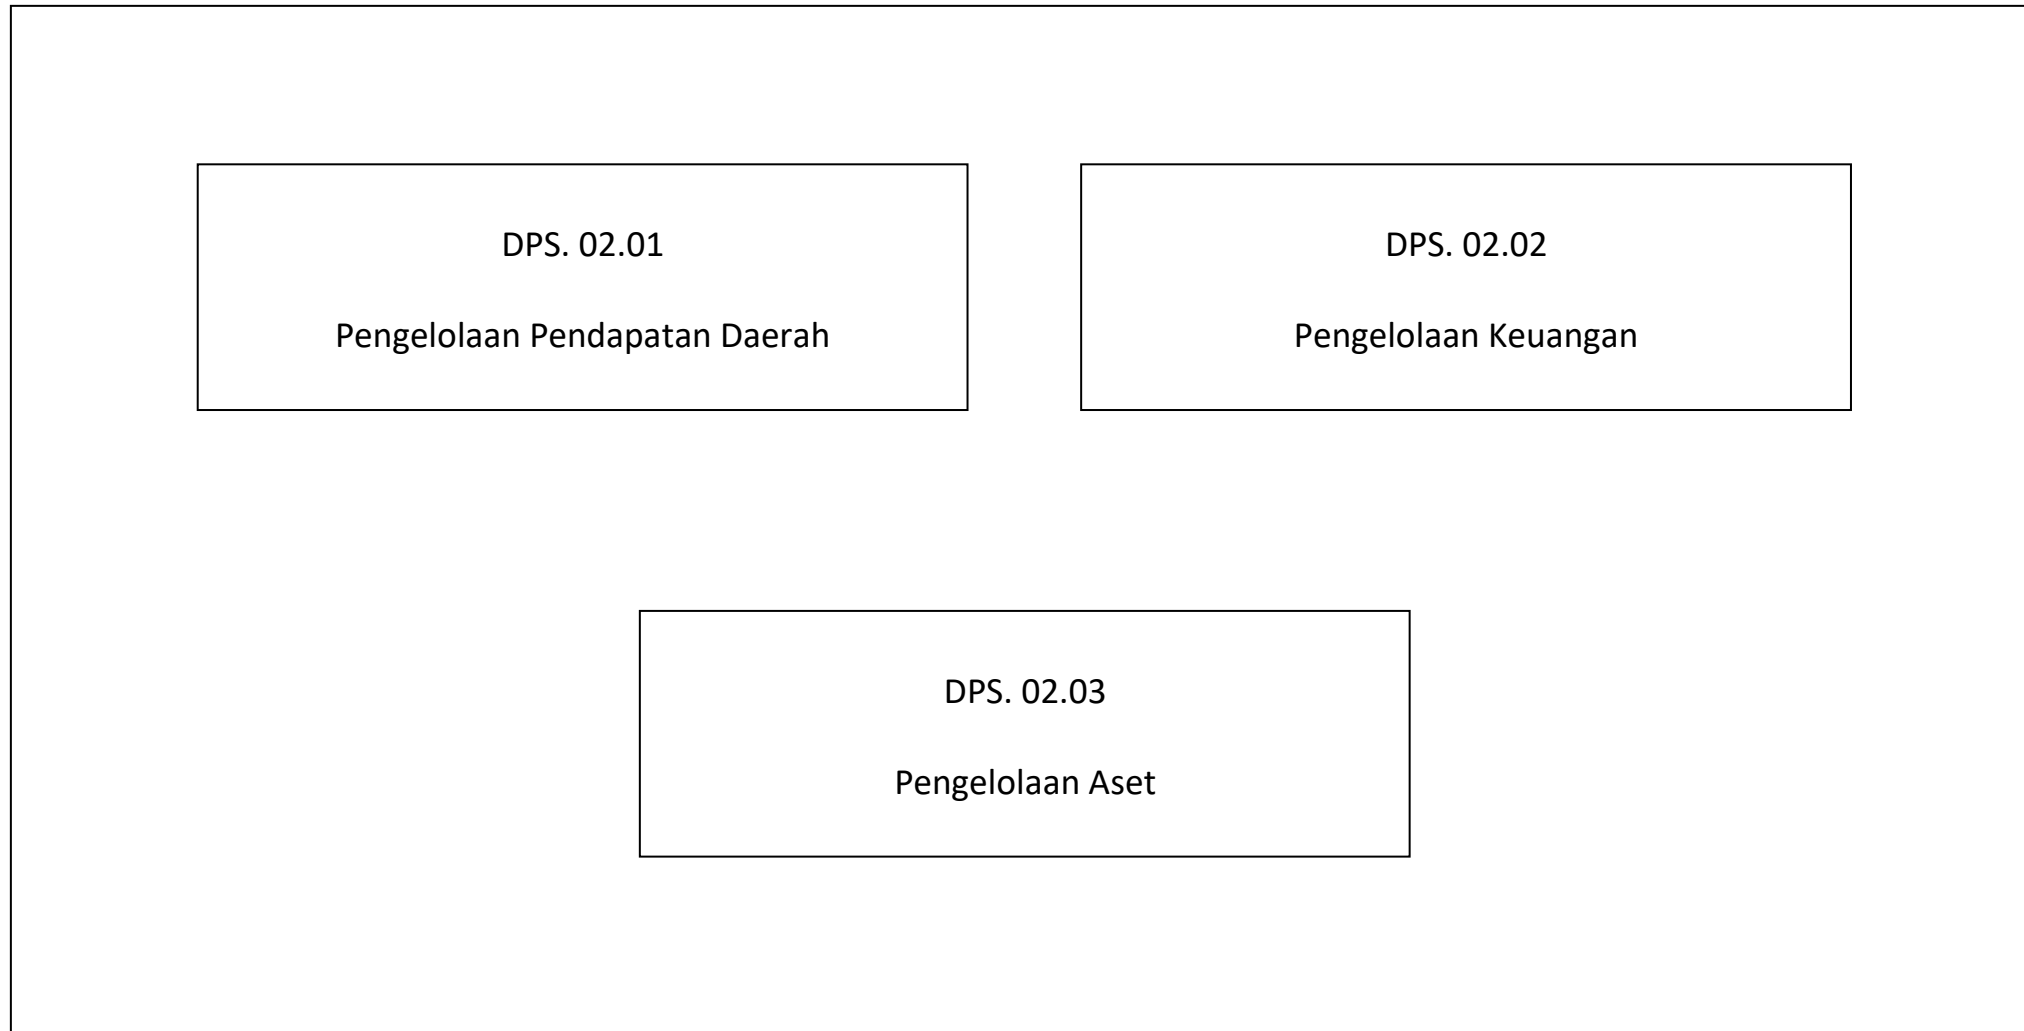 DPS. 02.01
Pengelolaan Pendapatan Daerah
DPS. 02.02
Pengelolaan Keuangan
DPS. 02.03
Pengelolaan Aset